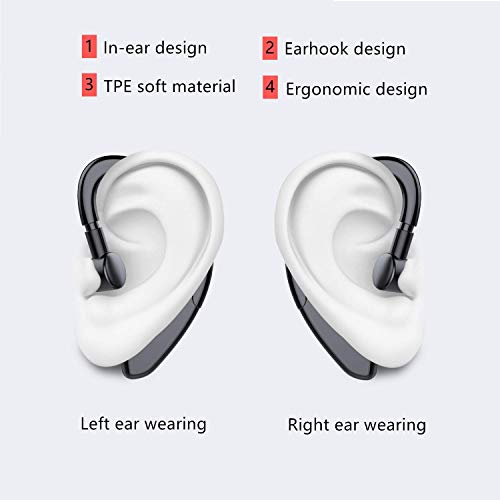 1 In-ear design
2 Earhook design
3 TPE soft material
4 Ergonomic design
Left ear wearing
Right ear wearing